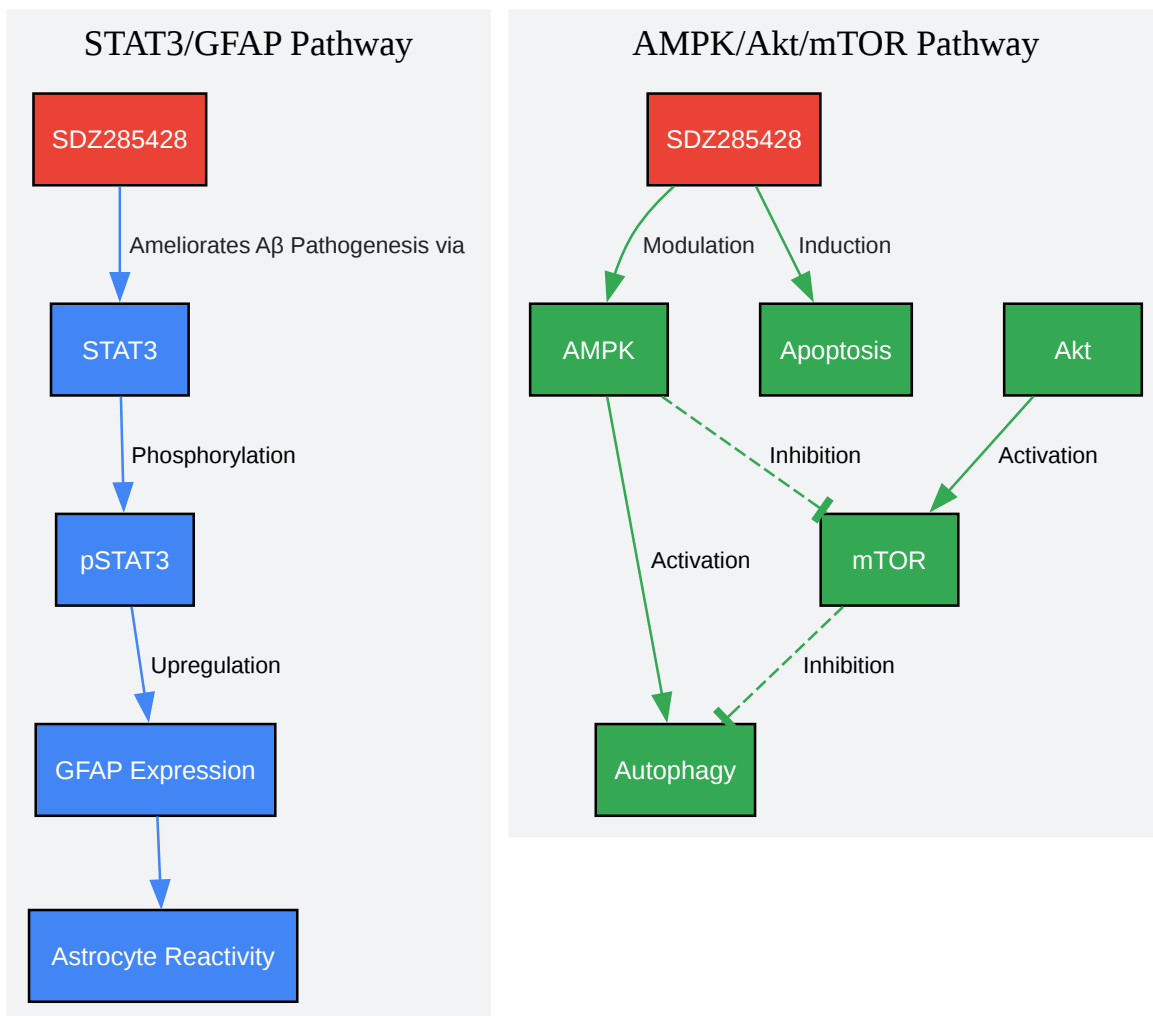 STAT3/GFAP Pathway
SDZ285428
Ameliorates Aβ Pathogenesis via
STAT3
Phosphorylation
pSTAT3
Upregulation
GFAP Expression
Astrocyte Reactivity
AMPK/Akt/mTOR Pathway
SDZ285428
Modulation
Induction
AMPK
Apoptosis
Akt
Inhibition
Activation
Activation
mTOR
Inhibition
Autophagy